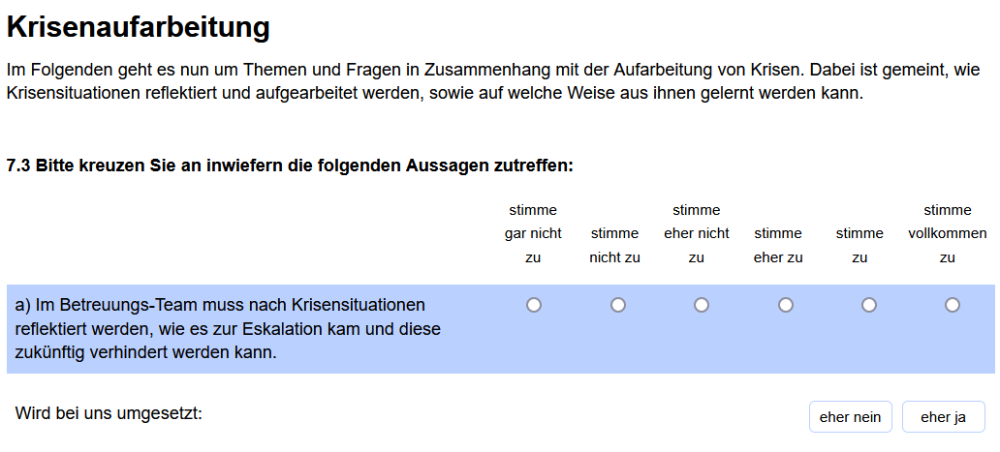 Krisenaufarbeitung
Im Folgenden geht es nun um Themen und Fragen in Zusammenhang mit der Aufarbeitung von Krisen. Dabei ist gemeint, wie
Krisensituationen reflektiert und aufgearbeitet werden, sowie auf welche Weise aus ihnen gelernt werden kann.
7.3 Bitte kreuzen Sie an inwiefern die folgenden Aussagen zutreffen:
stimme
gar nicht
zu
stimme
nicht zu
stimme
eher nicht
zu
stimme
eher zu
stimme
zu
stimme
vollkommen
zu
a) Im Betreuungs-Team muss nach Krisensituationen
reflektiert werden, wie es zur Eskalation kam und diese
zukünftig verhindert werden kann.
Wird bei uns umgesetzt:
eher nein
eher ja